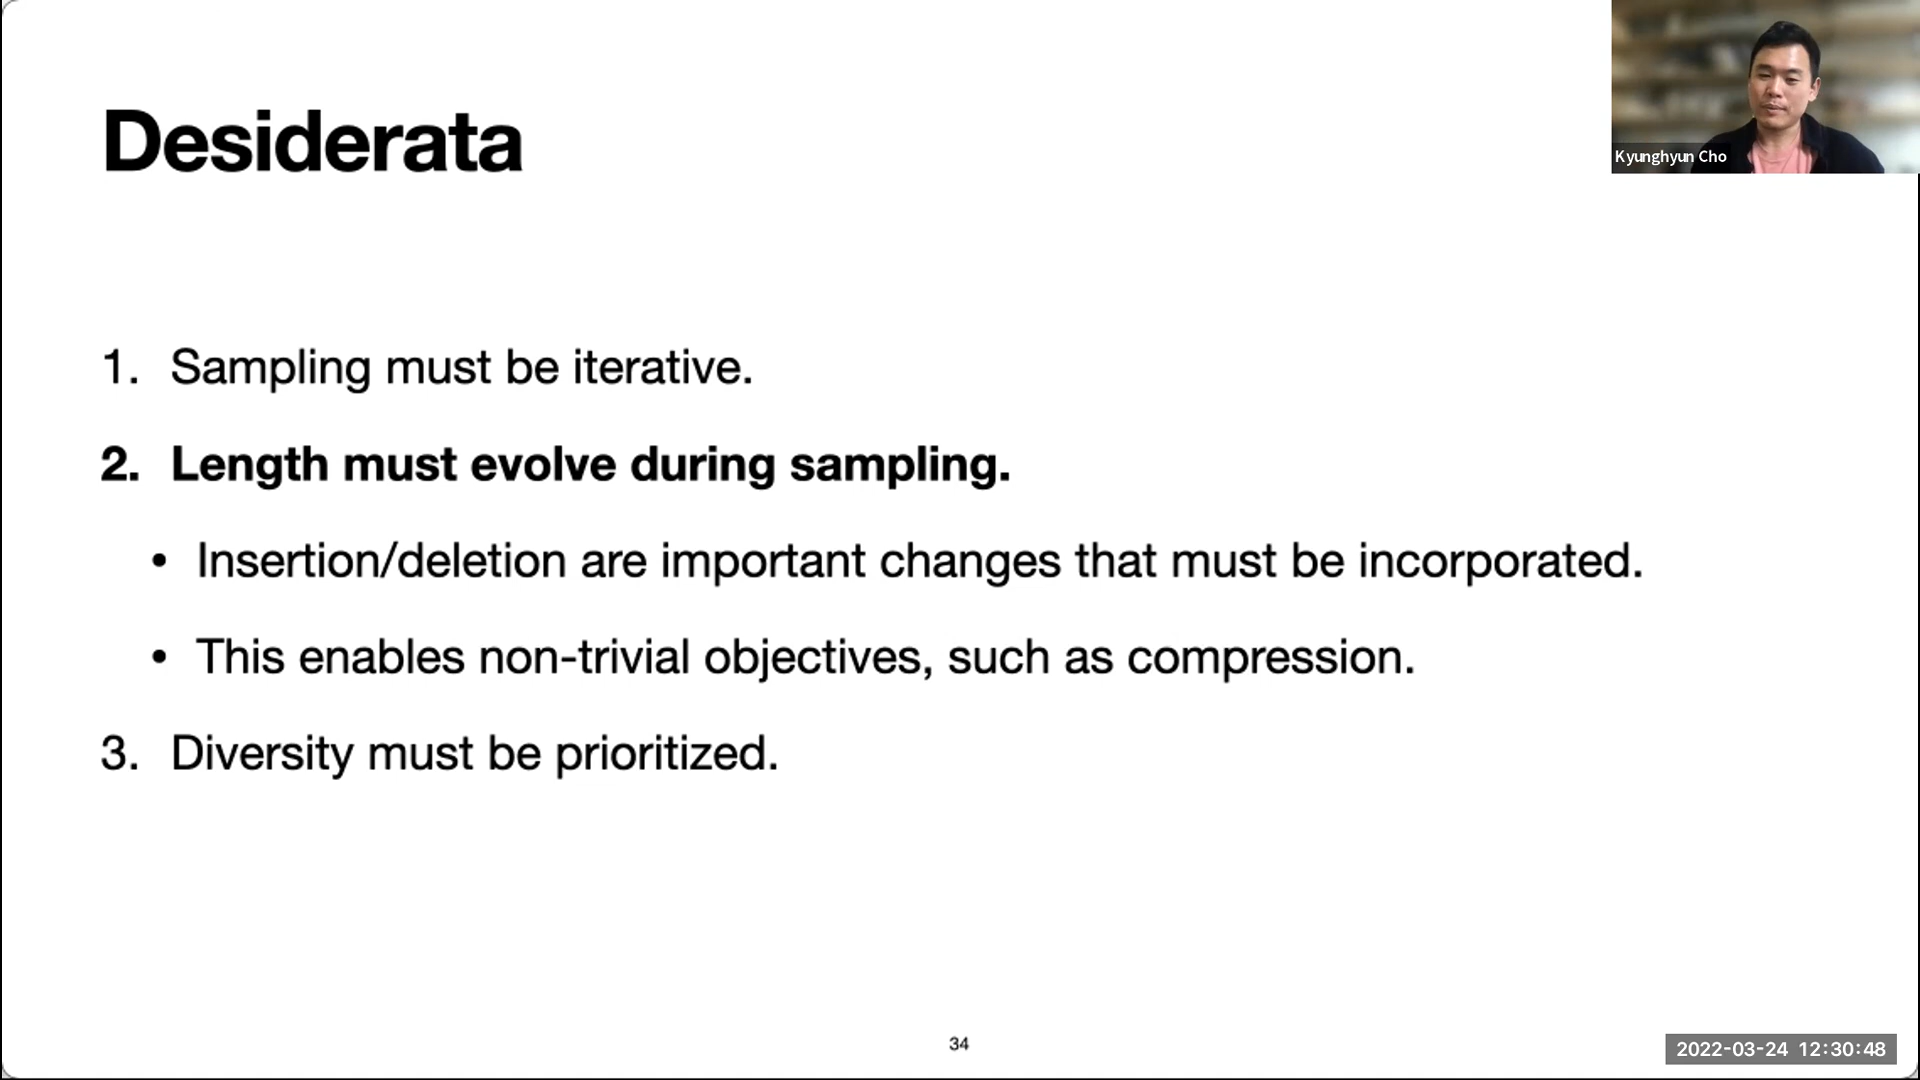 Desiderata
Kyunghyun Cho
1. Sampling must be iterative.
2. Length must evolve during sampling.
• Insertion/deletion are important changes that must be incorporated.
• This enables non-trivial objectives, such as compression.
3. Diversity must be prioritized.
34
2022-03-24 12:30:48